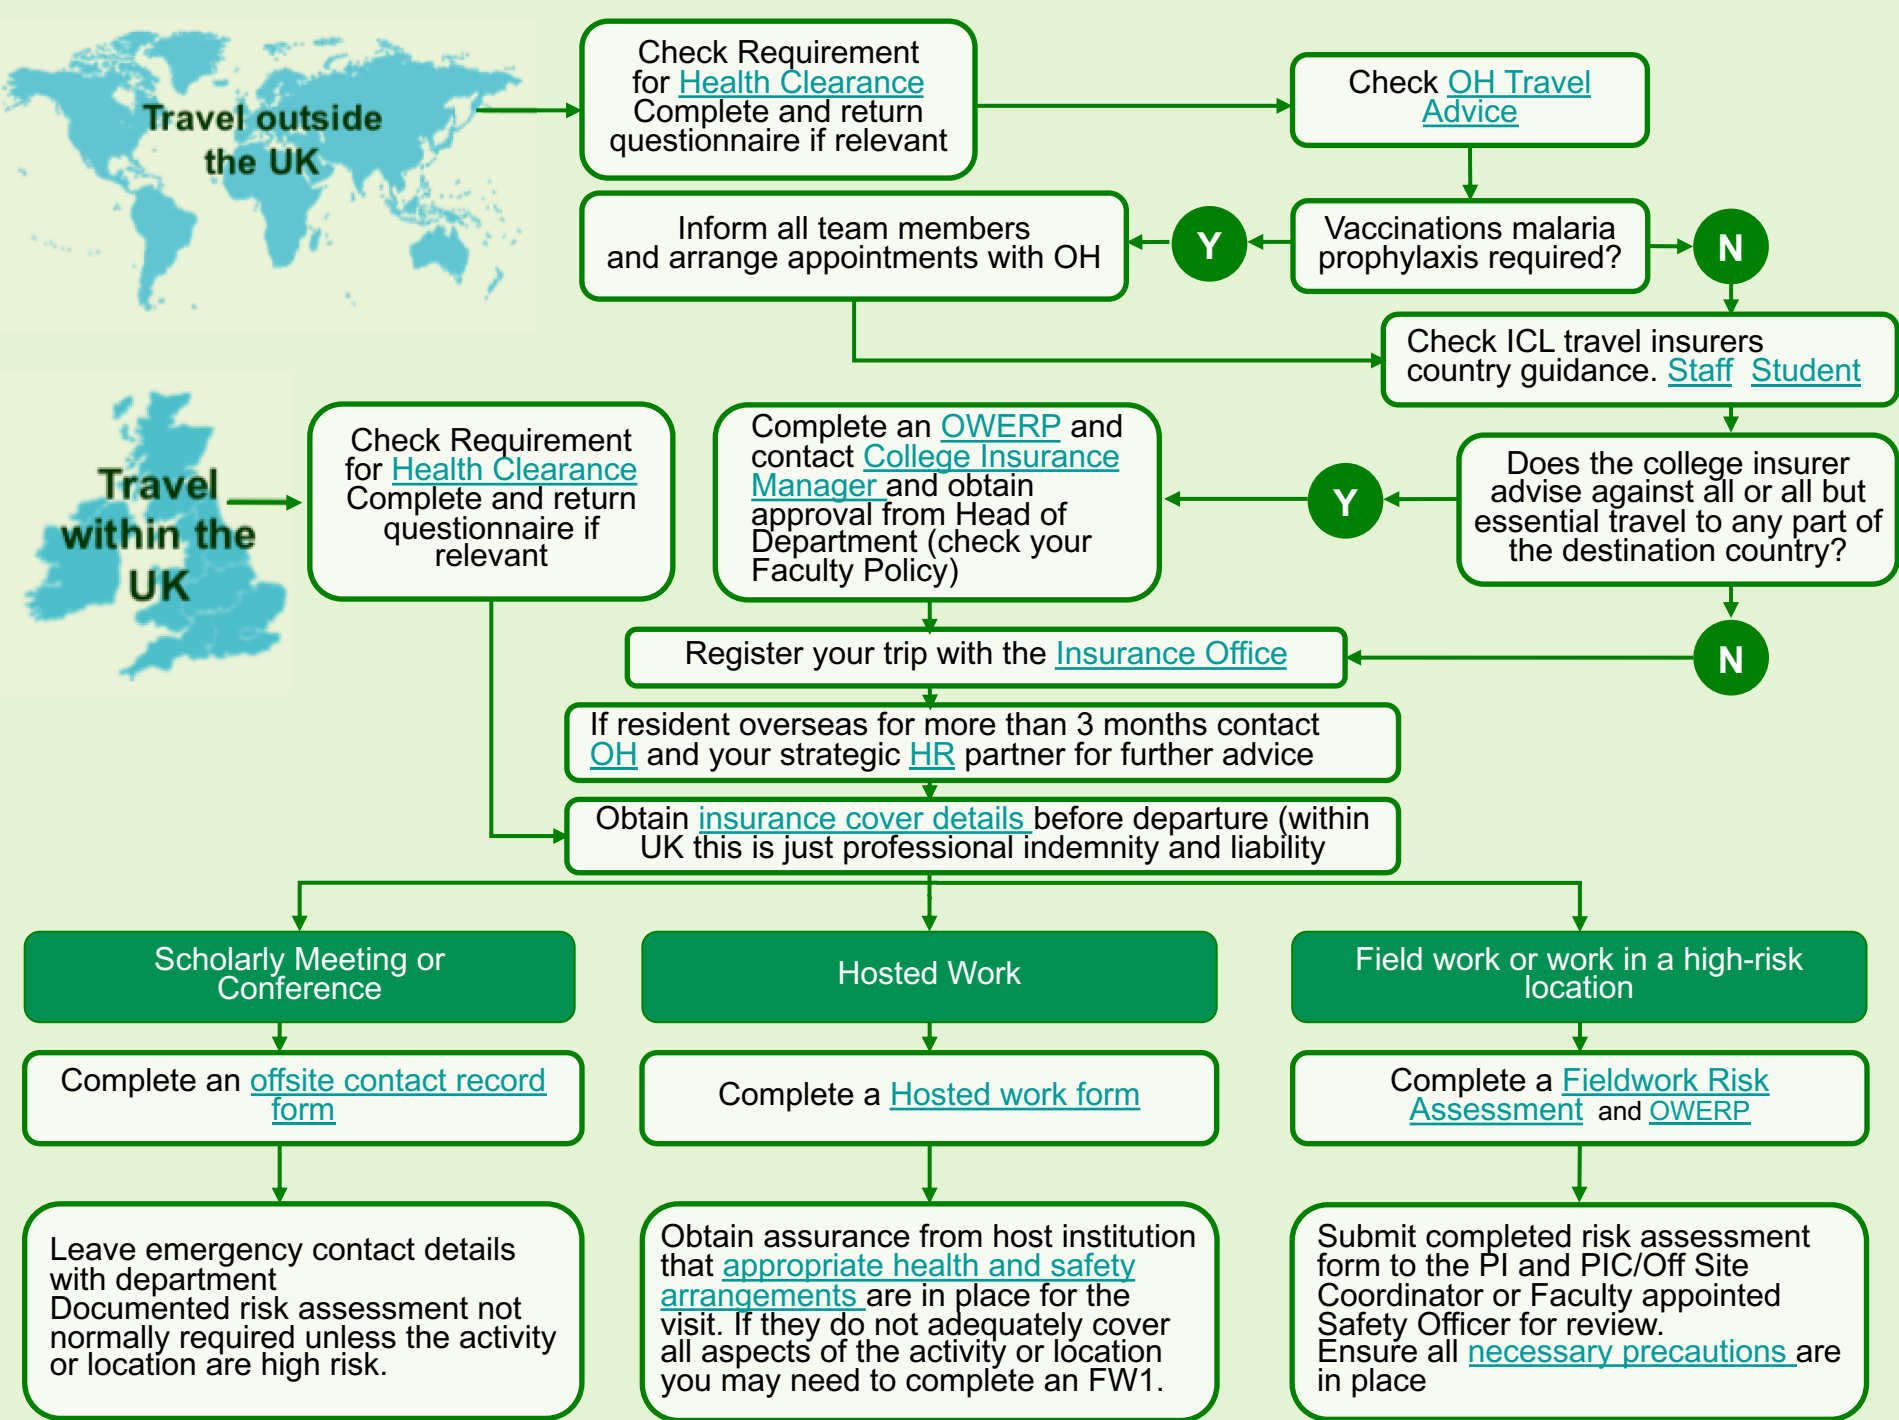 Travel outside
the UK
Check Requirement
for Health Clearance
Complete and return
questionnaire if relevant
Check OH Travel
Advice
Inform all team members
and arrange appointments with OH
Y
Vaccinations malaria
prophylaxis required?
N
Check ICL travel insurers
country guidance. Staff Student
Travel
within the
UK
Check Requirement
for Health Clearance
Complete and return
questionnaire if
relevant
Complete an OWERP and
contact College Insurance
Manager and obtain
approval from Head of
Department (check your
Faculty Policy)
Y
Does the college insurer
advise against all or all but
essential travel to any part of
the destination country?
Register your trip with the Insurance Office
N
If resident overseas for more than 3 months contact
OH and your strategic HR partner for further advice
Obtain insurance cover details before departure (within
UK this is just professional indemnity and liability
Scholarly Meeting or
Conference
Hosted Work
Field work or work in a high-risk
location
Complete an offsite contact record
form
Complete a Hosted work form
Complete a Fieldwork Risk
Assessment and OWERP
Leave emergency contact details
with department
Documented risk assessment not
normally required unless the activity
or location are high risk.
Obtain assurance from host institution
that appropriate health and safety
arrangements are in place for the
visit. If they do not adequately cover
all aspects of the activity or location
you may need to complete an FW1.
Submit completed risk assessment
form to the PI and PIC/Off Site
Coordinator or Faculty appointed
Safety Officer for review.
Ensure all necessary precautions are
in place